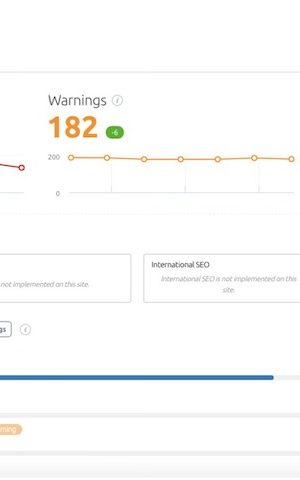 Warnings i
182 -6
200
0
International SEO
not implemented on this site.
International SEO is not implemented on this
site.
gs i
ning